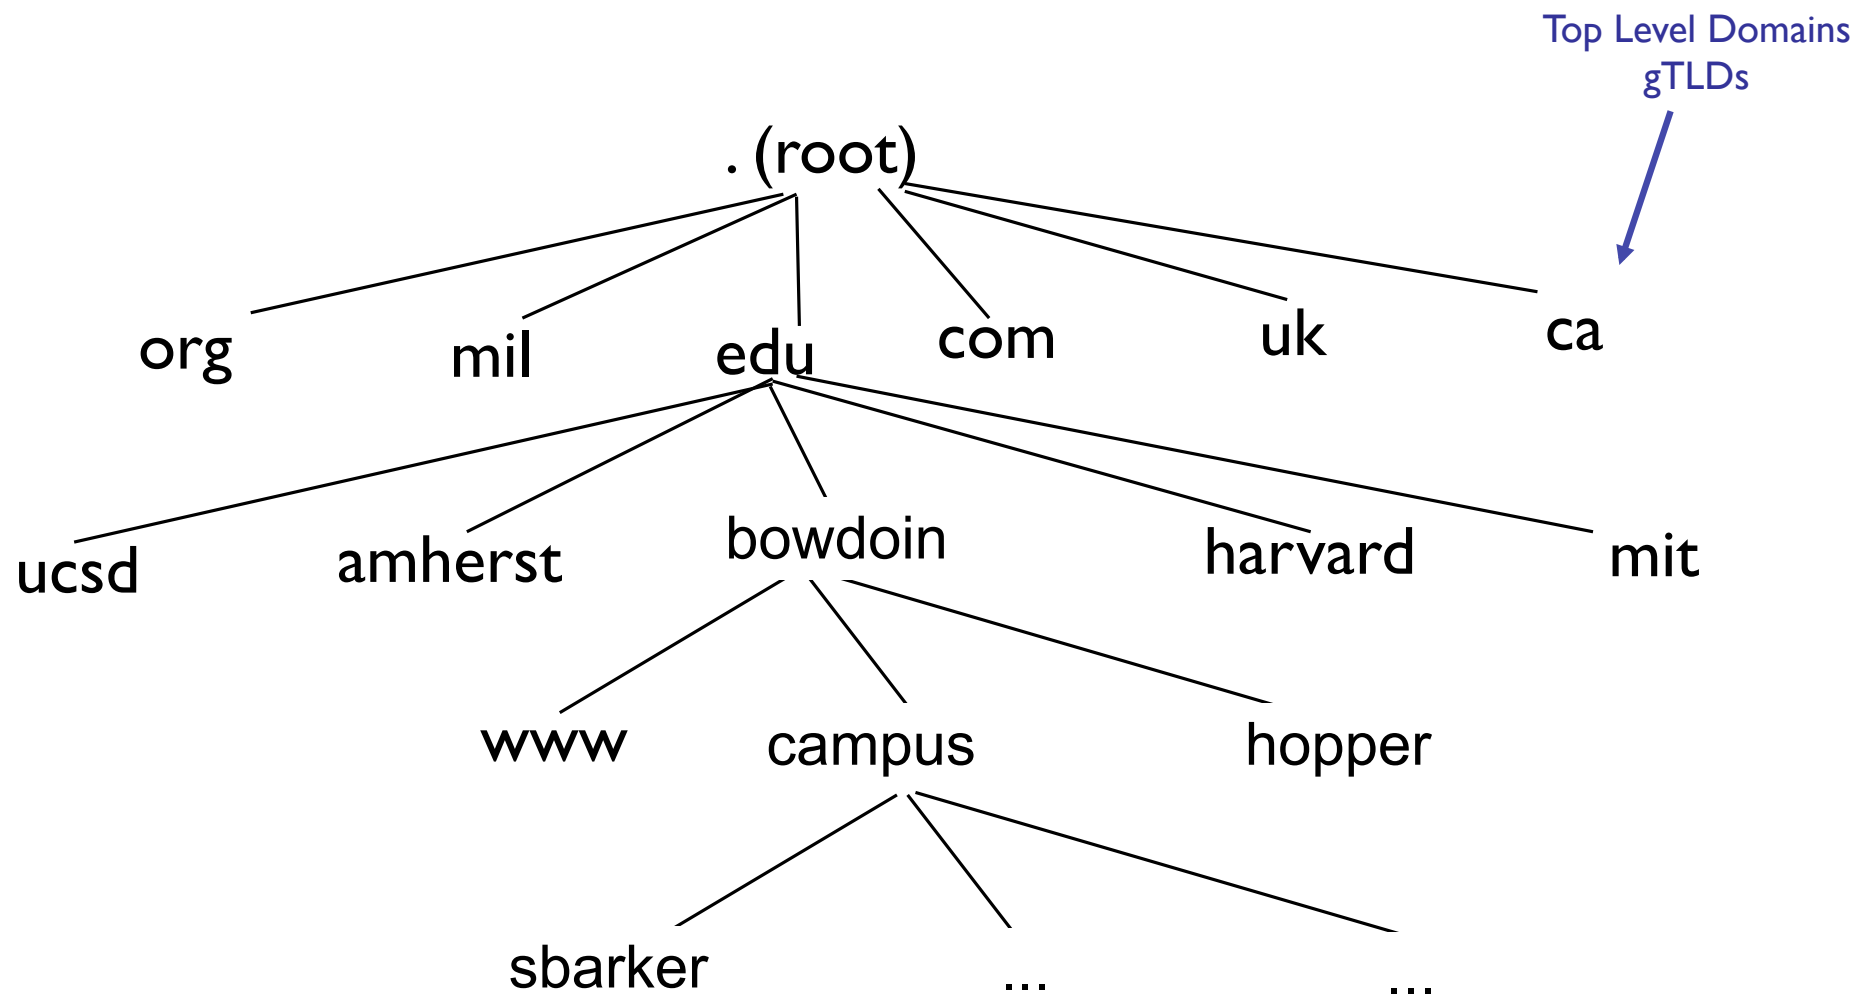 Top Level Domains
gTLDs
. (root)
org mil edu com uk ca
ucsd amherst bowdoin harvard mit
www campus hopper
sbarker ... ...